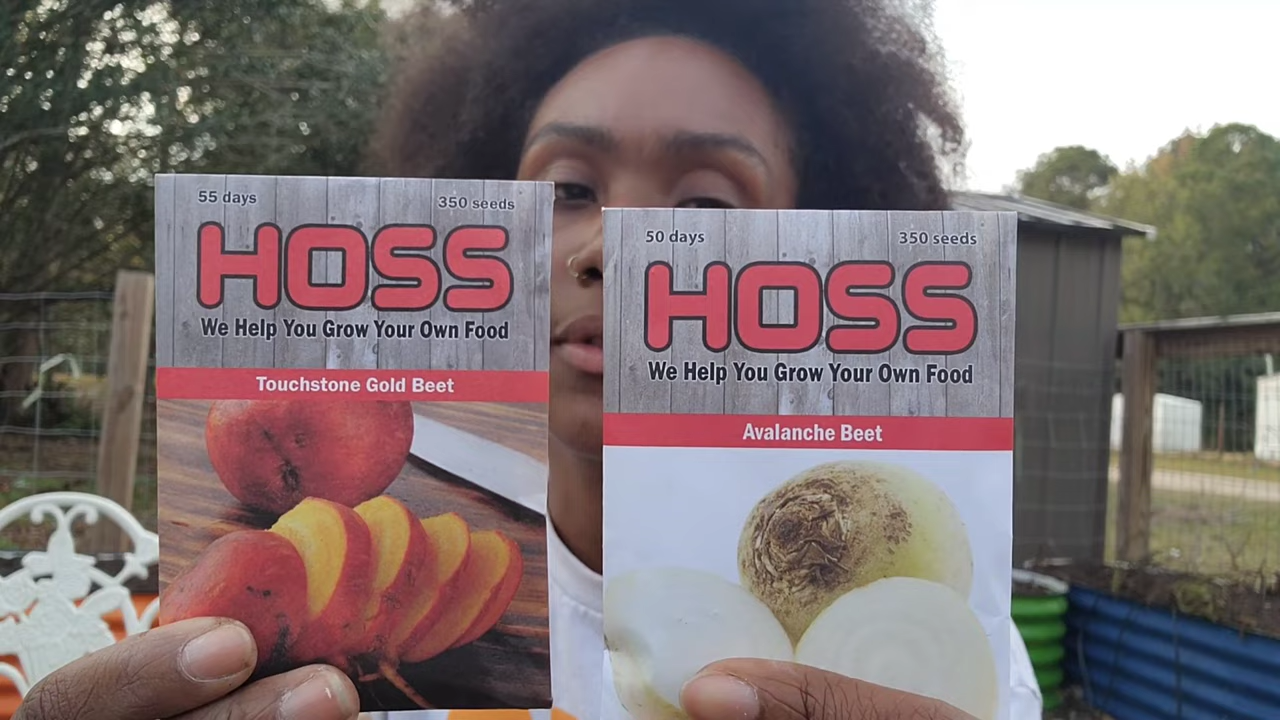 55 days 350 seeds
HOSS
We Help You Grow Your Own Food
Touchstone Gold Beet
50 days 350 seeds
HOSS
We Help You Grow Your Own Food
Avalanche Beet